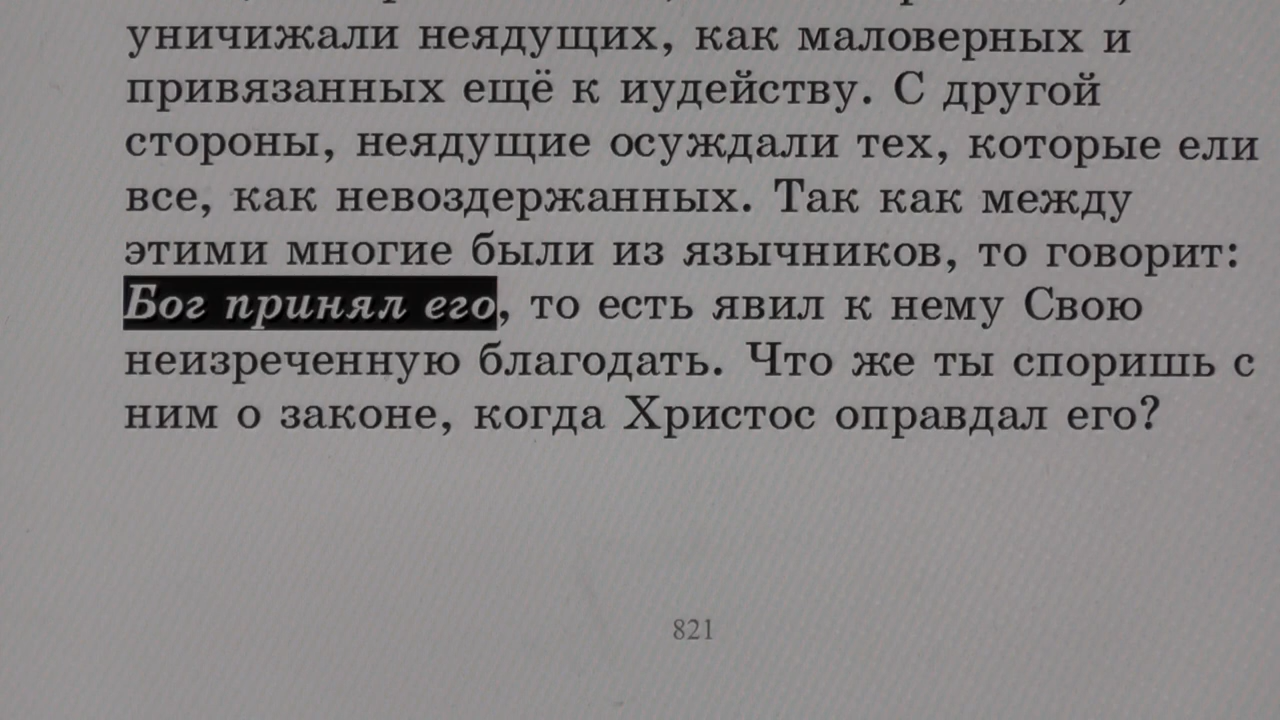 уничижали неядущих, как маловерных и
привязанных ещё к иудейству. С другой
стороны, неядущие осуждали тех, которые ели
все, как невоздержанных. Так как между
этими многие были из язычников, то говорит:
Бог принял его, то есть явил к нему Свою
неизреченную благодать. Что же ты споришь с
ним о законе, когда Христос оправдал его?
821